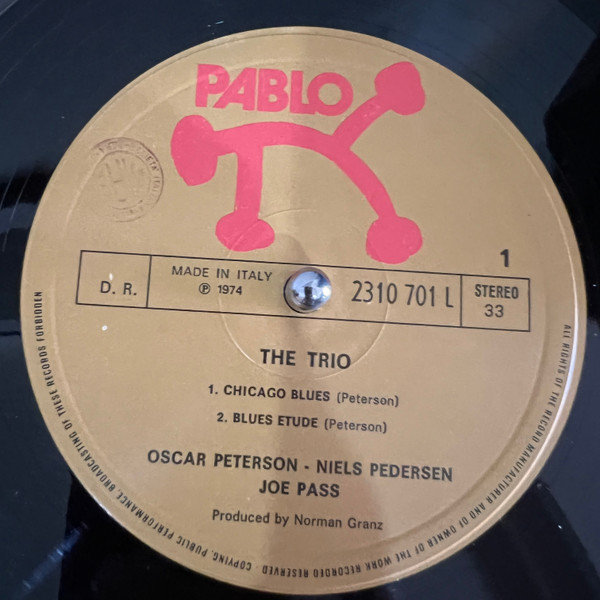 PABLO
1
D. R.
MADE IN ITALY
℗ 1974
2310 701 L
STEREO
33
THE TRIO
1. CHICAGO BLUES (Peterson)
2. BLUES ETUDE (Peterson)
OSCAR PETERSON - NIELS PEDERSEN
JOE PASS
Produced by Norman Granz
ALL RIGHTS OF THE RECORD MANUFACTURER AND OF OWNER OF THE WORK RECORDED RESERVED · COPYING, PUBLIC PERFORMANCE, BROADCASTING OF THESE RECORDS FORBIDDEN